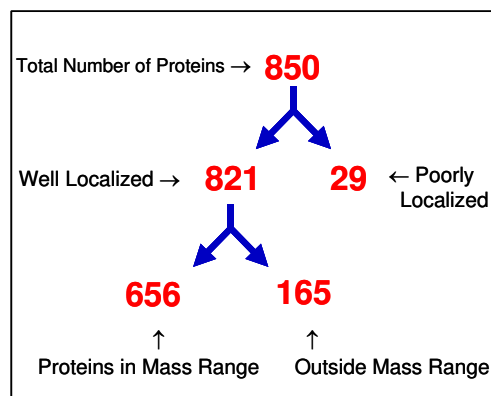 Total Number of Proteins → 850
Well Localized → 821 29 ← Poorly
Localized
656 165
↑ ↑
Proteins in Mass Range Outside Mass Range